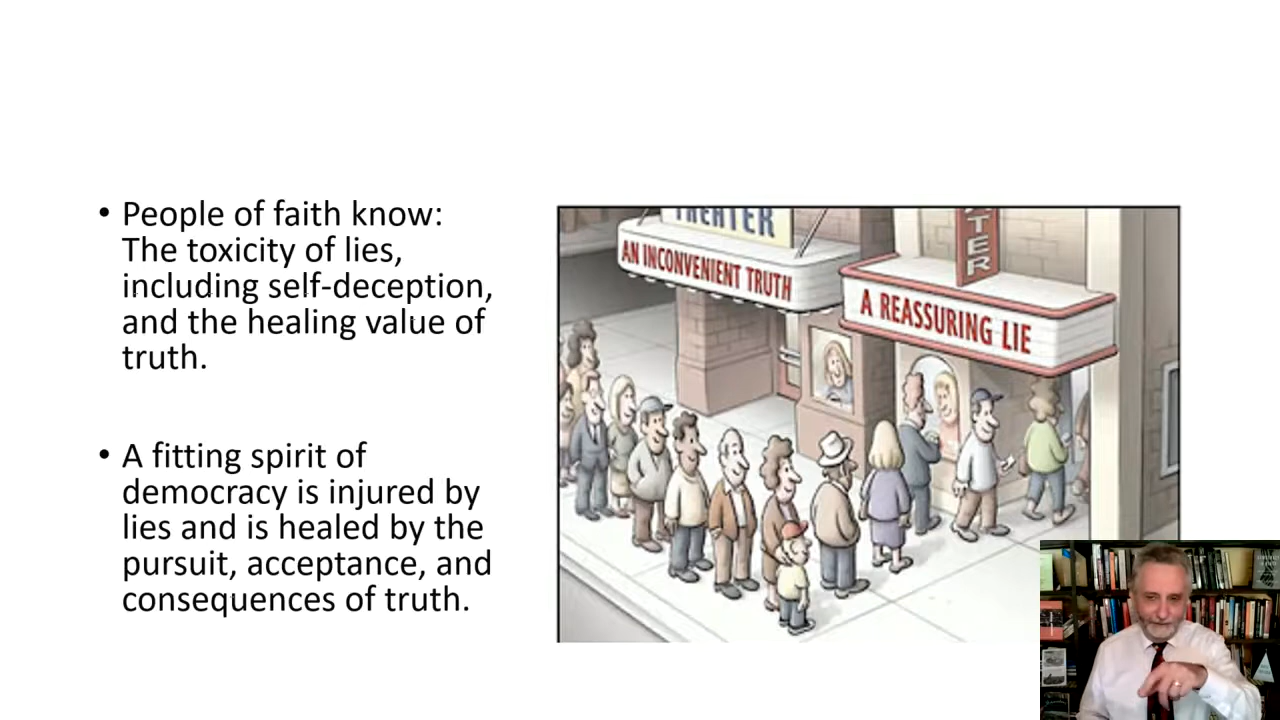 • People of faith know:
The toxicity of lies,
including self-deception,
and the healing value of
truth.
• A fitting spirit of
democracy is injured by
lies and is healed by the
pursuit, acceptance, and
consequences of truth.
THEATER
AN INCONVENIENT TRUTH
ATER
A REASSURING LIE